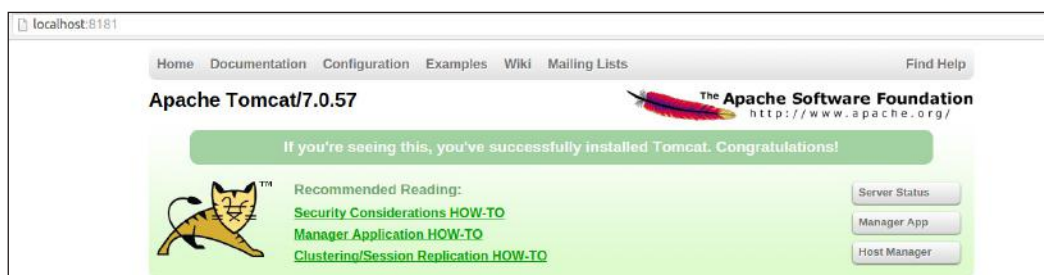 localhost:8181
Home Documentation Configuration Examples Wiki Mailing Lists Find Help
Apache Tomcat/7.0.57
The Apache Software Foundation
http://www.apache.org/
If you're seeing this, you've successfully installed Tomcat. Congratulations!
TM
Recommended Reading:
Security Considerations HOW-TO
Manager Application HOW-TO
Clustering/Session Replication HOW-TO
Server Status
Manager App
Host Manager